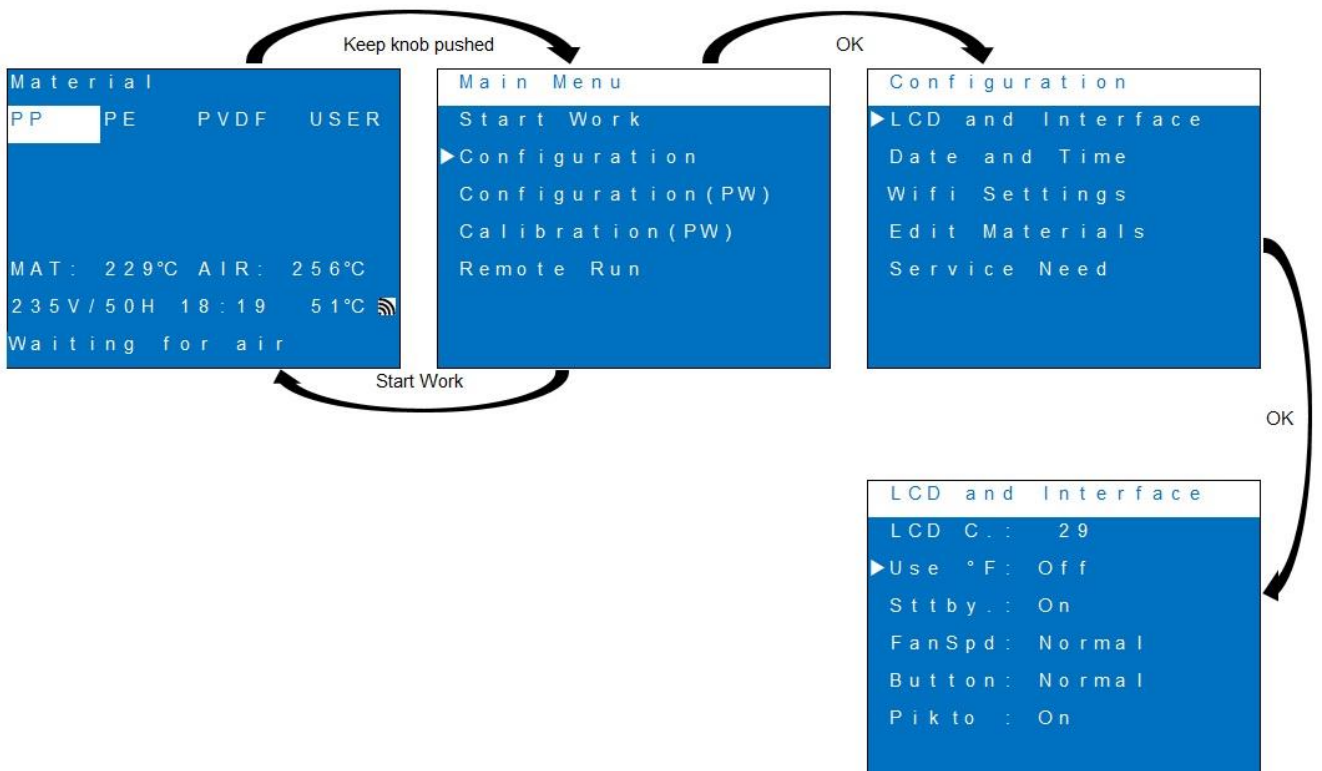 Keep knob pushed
OK
Material
PP PE PVDF USER
MAT: 229°C AIR: 256°C
235V/50H 18:19 51°C
Waiting for air
Main Menu
Start Work
Configuration
Configuration(PW)
Calibration(PW)
Remote Run
Configuration
LCD and Interface
Date and Time
Wifi Settings
Edit Materials
Service Need
Start Work
OK
LCD and Interface
LCD C.: 29
Use °F: Off
Sttby.: On
FanSpd: Normal
Button: Normal
Pikto : On